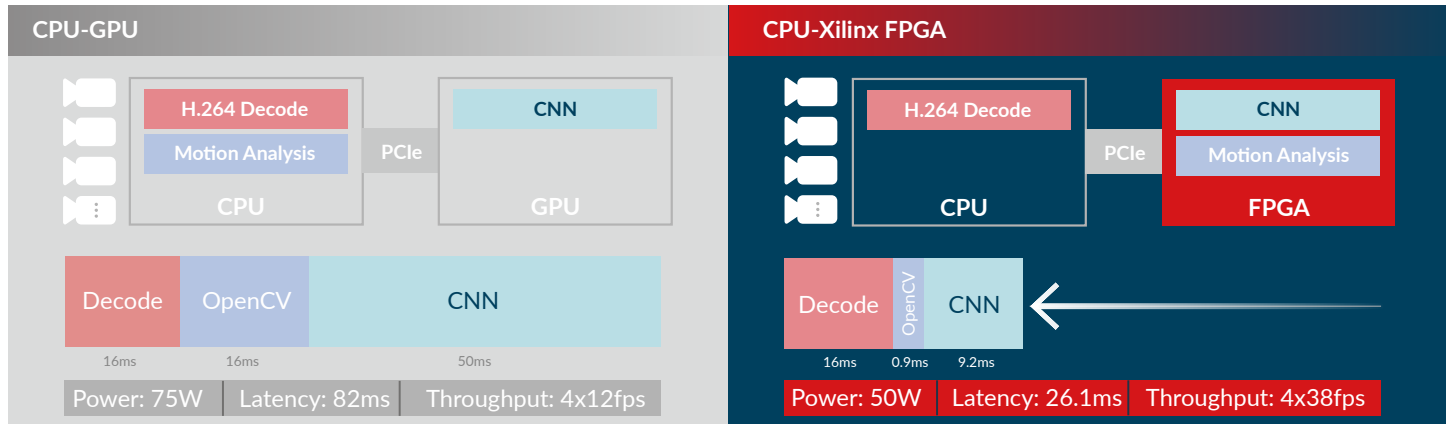 CPU-GPU
H.264 Decode
Motion Analysis
CPU
PCIe
CNN
GPU
Decode
OpenCV
CNN
16ms
16ms
50ms
Power: 75W
Latency: 82ms
Throughput: 4x12fps
CPU-Xilinx FPGA
H.264 Decode
CPU
PCIe
CNN
Motion Analysis
FPGA
Decode
OpenCV
CNN
16ms
0.9ms
9.2ms
Power: 50W
Latency: 26.1ms
Throughput: 4x38fps